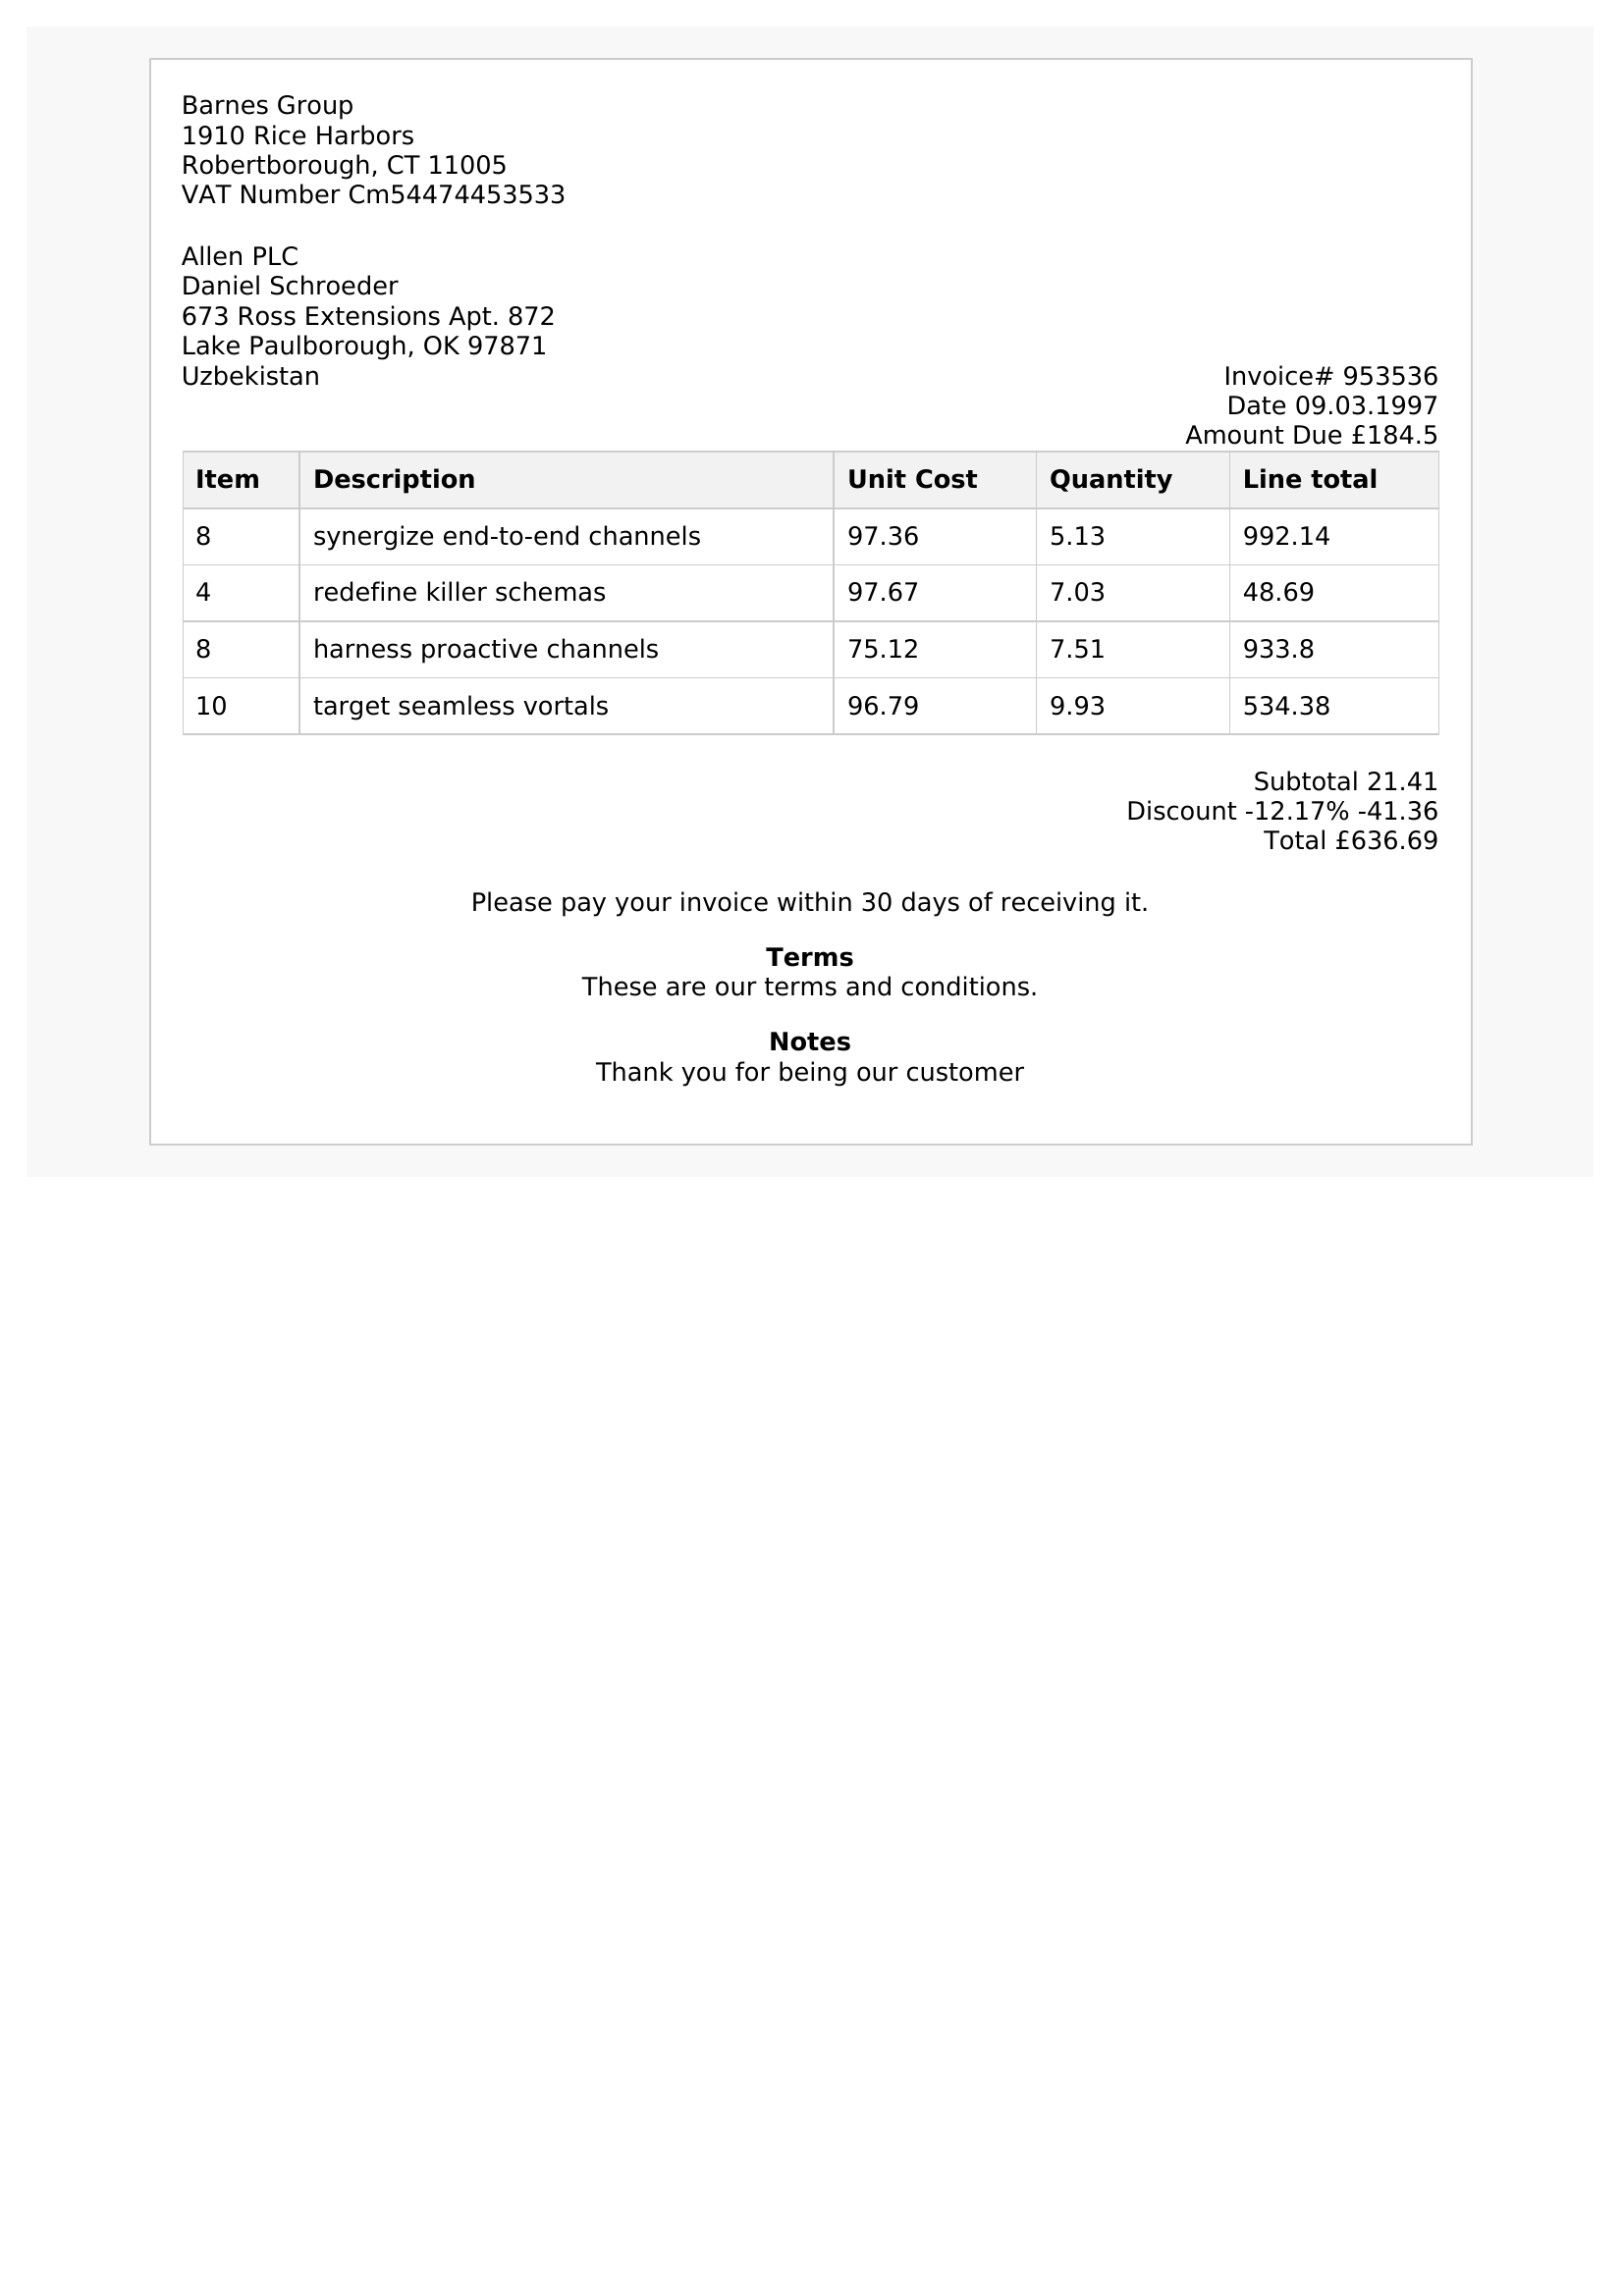 Barnes Group
1910 Rice Harbors
Robertborough, CT 11005
VAT Number Cm54474453533
Allen PLC
Daniel Schroeder
673 Ross Extensions Apt. 872
Lake Paulborough, OK 97871
Uzbekistan
Invoice# 953536
Date 09.03.1997
Amount Due £184.5
Item Description Unit Cost Quantity Line total
8 synergize end-to-end channels 97.36 5.13 992.14
4 redefine killer schemas 97.67 7.03 48.69
8 harness proactive channels 75.12 7.51 933.8
10 target seamless vortals 96.79 9.93 534.38
Subtotal 21.41
Discount -12.17% -41.36
Total £636.69
Please pay your invoice within 30 days of receiving it.
Terms
These are our terms and conditions.
Notes
Thank you for being our customer